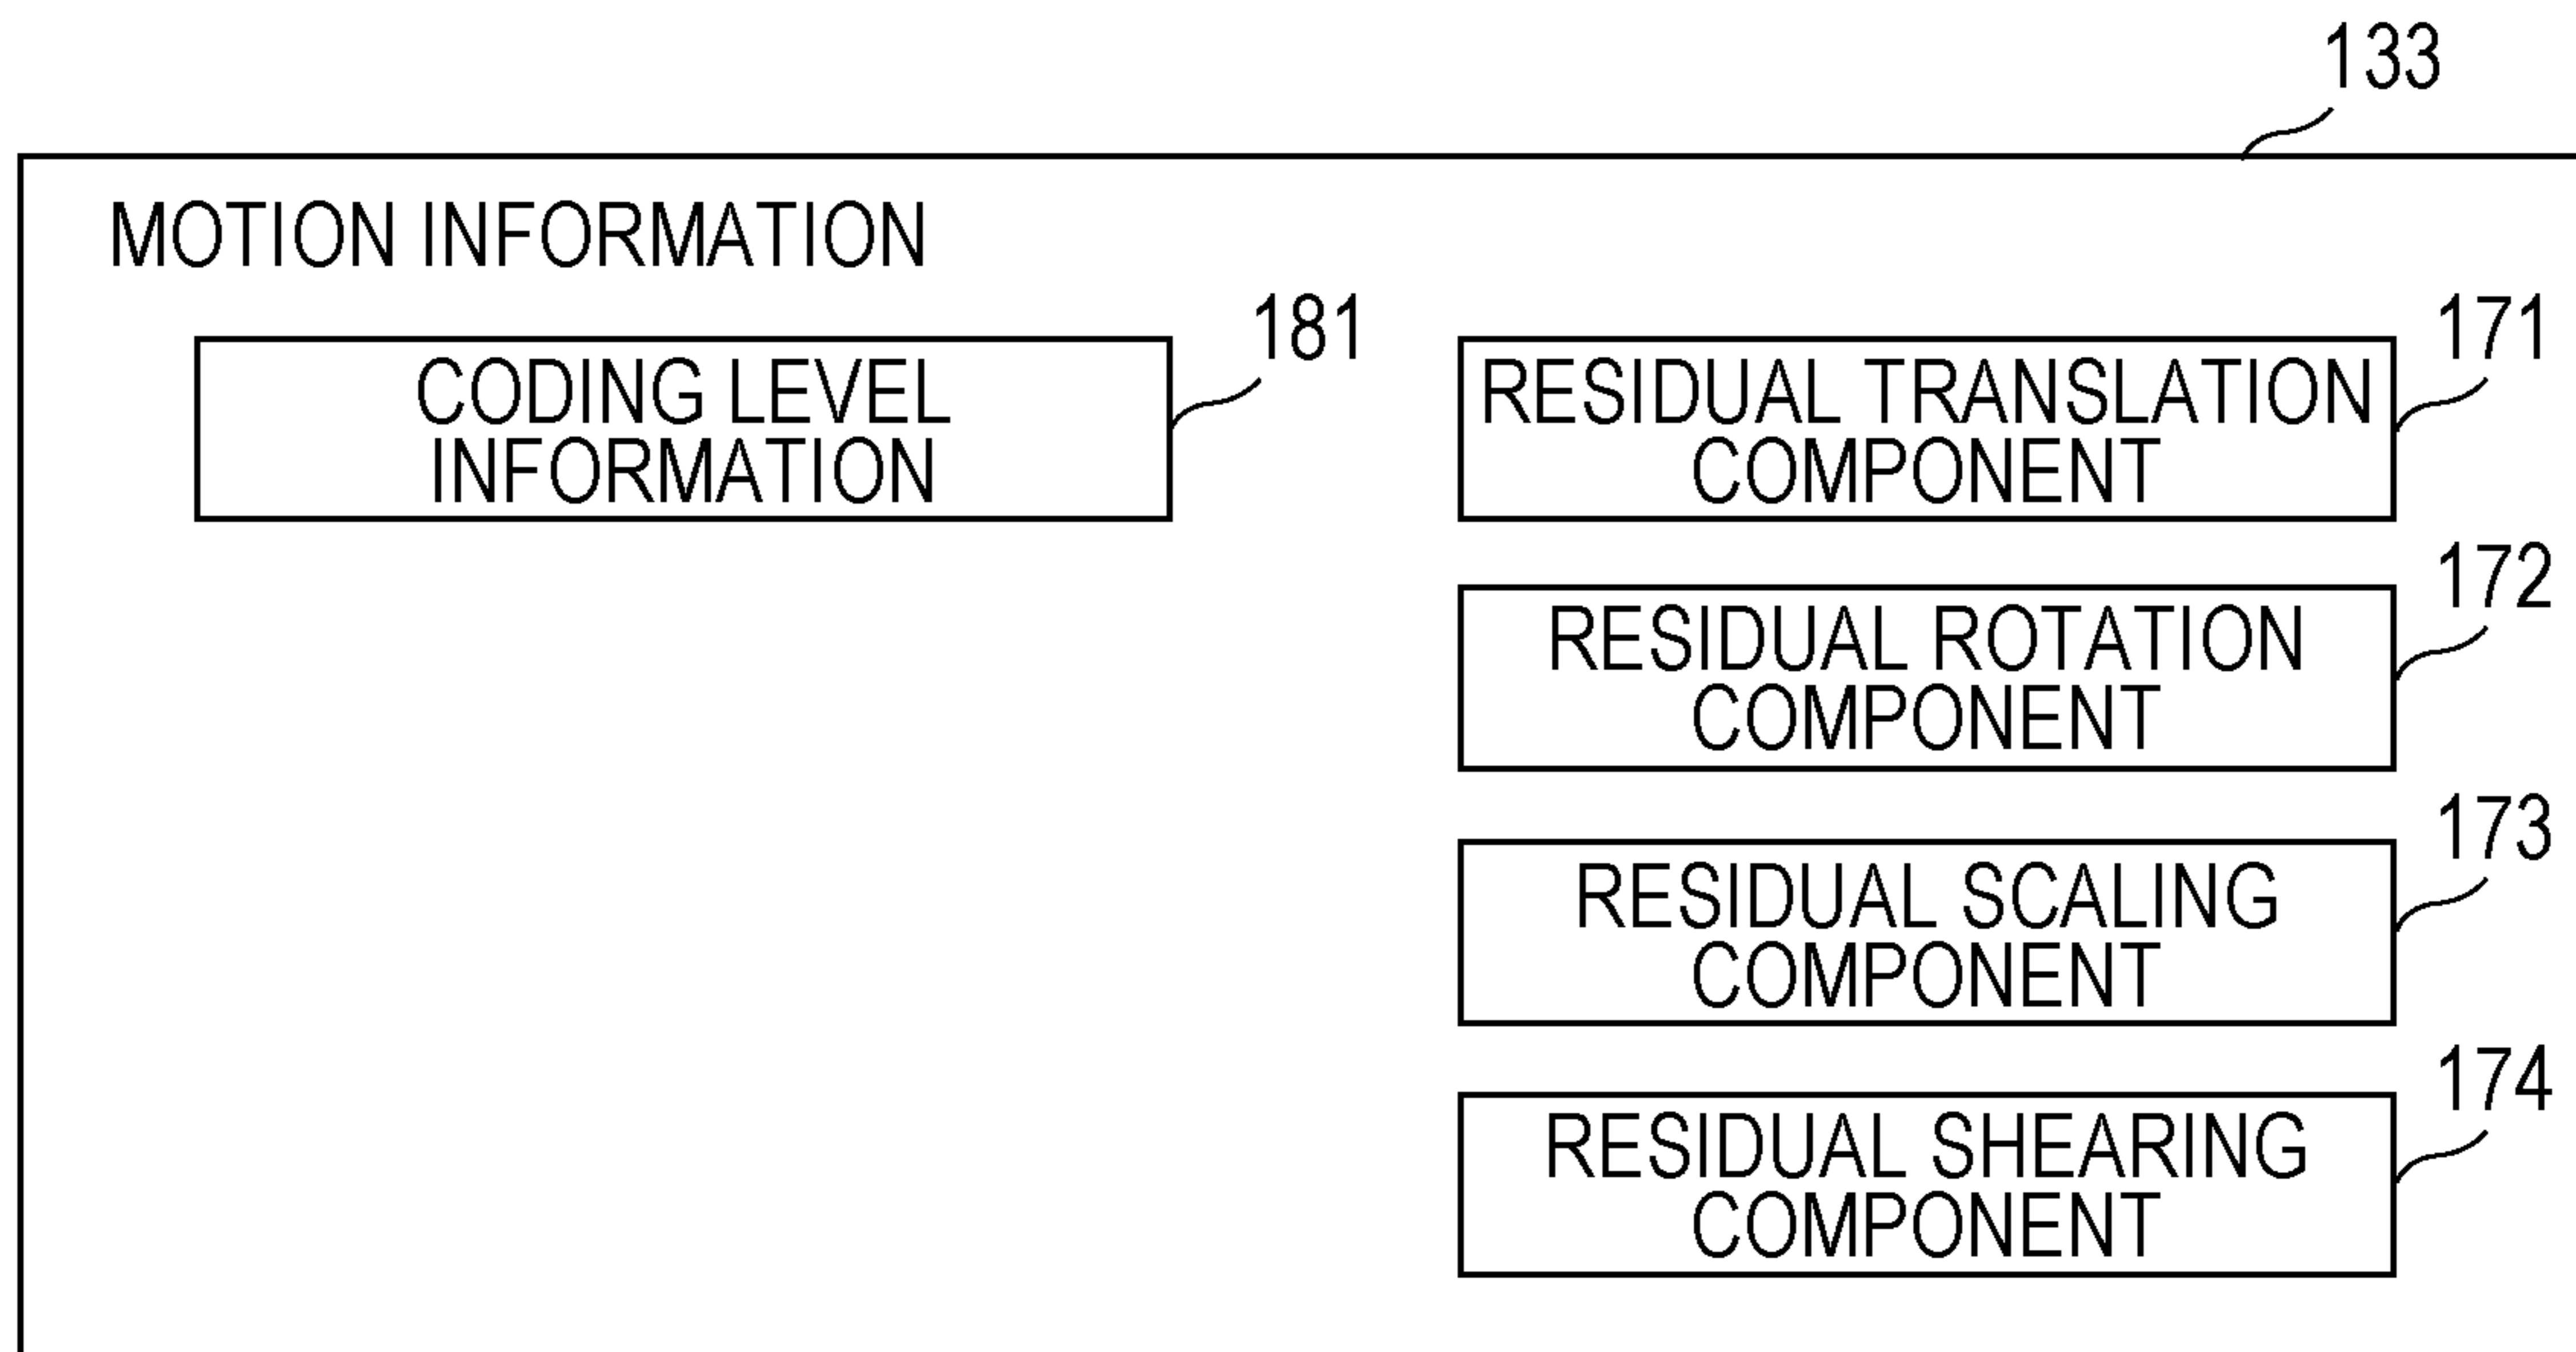 133
MOTION INFORMATION
181
CODING LEVEL
INFORMATION
171
RESIDUAL TRANSLATION
COMPONENT
172
RESIDUAL ROTATION
COMPONENT
173
RESIDUAL SCALING
COMPONENT
174
RESIDUAL SHEARING
COMPONENT